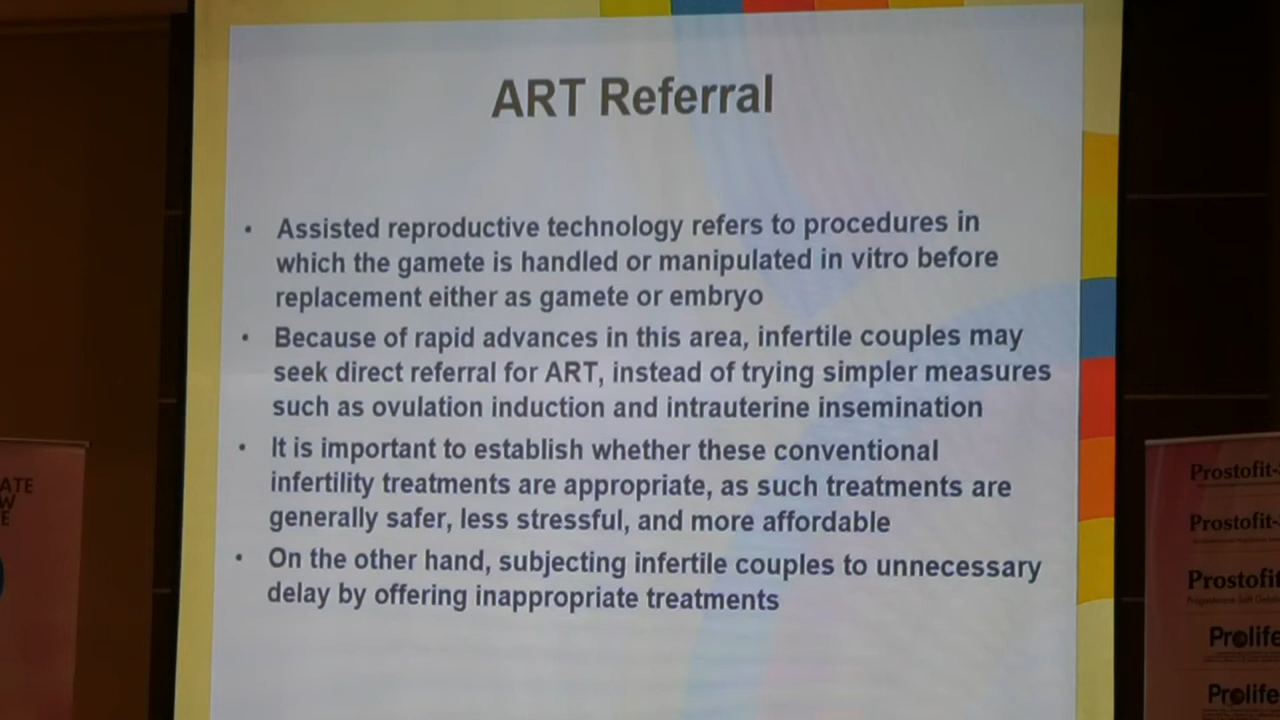 ART Referral
• Assisted reproductive technology refers to procedures in
which the gamete is handled or manipulated in vitro before
replacement either as gamete or embryo
• Because of rapid advances in this area, infertile couples may
seek direct referral for ART, instead of trying simpler measures
such as ovulation induction and intrauterine insemination
• It is important to establish whether these conventional
infertility treatments are appropriate, as such treatments are
generally safer, less stressful, and more affordable
• On the other hand, subjecting infertile couples to unnecessary
delay by offering inappropriate treatments
ATE
W
E
Prostofit-
Prostofit-
Prostofit
Prolife
Prolife